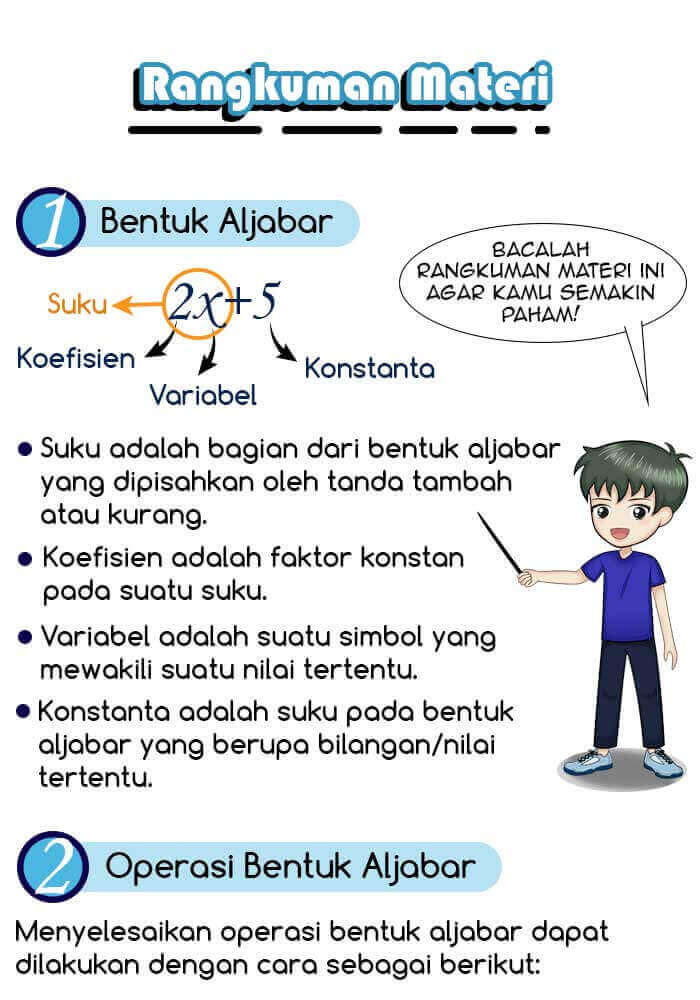 Rangkuman Materi
1 Bentuk Aljabar
BACALAH
RANGKUMAN MATERI INI
AGAR KAMU SEMAKIN
PAHAM!
Suku
2x+5
Koefisien
Variabel
Konstanta
• Suku adalah bagian dari bentuk aljabar
yang dipisahkan oleh tanda tambah
atau kurang.
• Koefisien adalah faktor konstan
pada suatu suku.
• Variabel adalah suatu simbol yang
mewakili suatu nilai tertentu.
• Konstanta adalah suku pada bentuk
aljabar yang berupa bilangan/nilai
tertentu.
2 Operasi Bentuk Aljabar
Menyelesaikan operasi bentuk aljabar dapat
dilakukan dengan cara sebagai berikut: